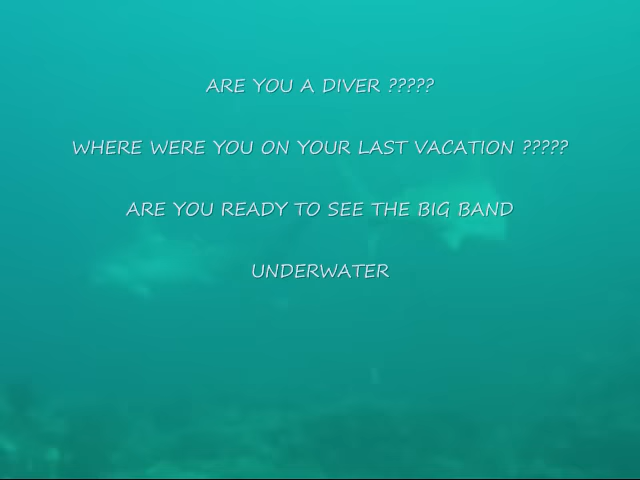 ARE YOU A DIVER ?????
WHERE WERE YOU ON YOUR LAST VACATION ?????
ARE YOU READY TO SEE THE BIG BAND
UNDERWATER